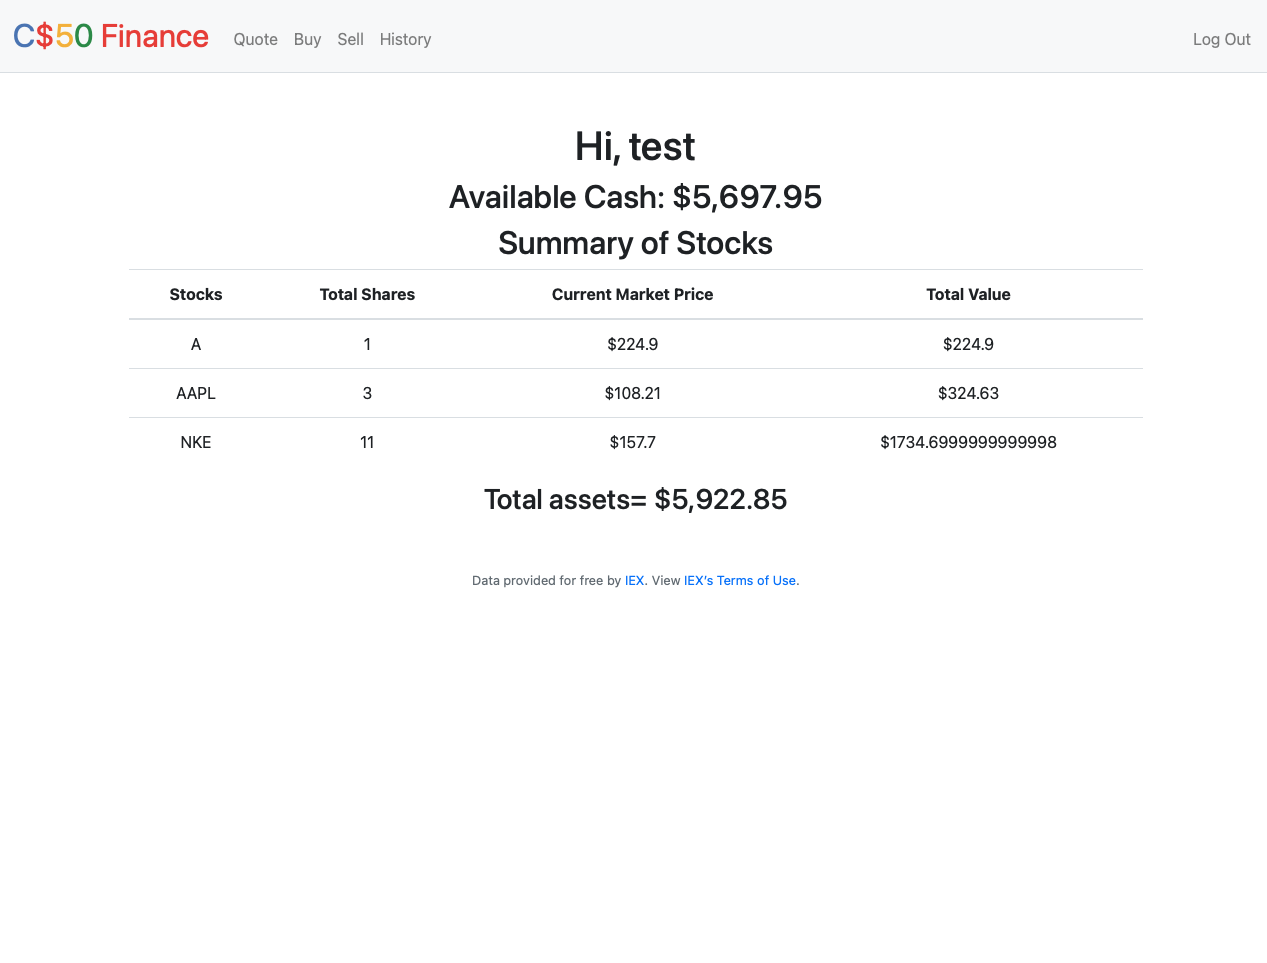 C$50 Finance Quote Buy Sell History Log Out
Hi, test
Available Cash: $5,697.95
Summary of Stocks
Stocks Total Shares Current Market Price Total Value
A 1 $224.9 $224.9
AAPL 3 $108.21 $324.63
NKE 11 $157.7 $1734.6999999999998
Total assets= $5,922.85
Data provided for free by IEX. View IEX's Terms of Use.